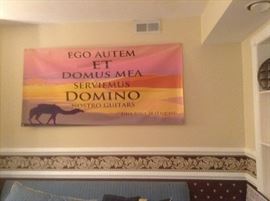 EGO AUTEM
ET
DOMUS MEA
SERVIEMUS
DOMINO
NOSTRO GUITARS